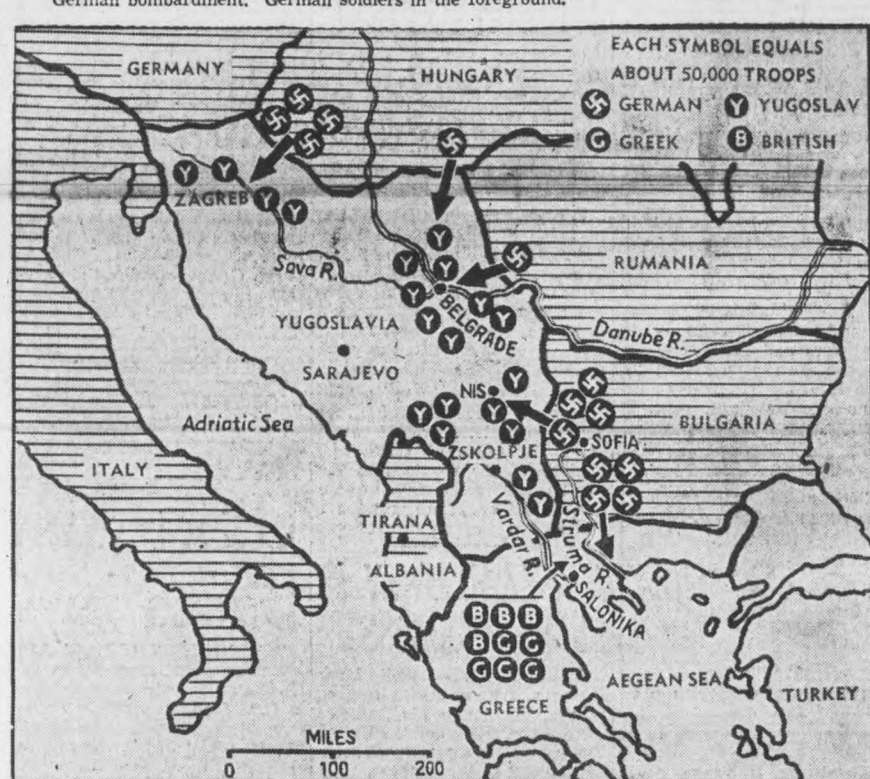 German bombardment. German soldiers in the foreground.
EACH SYMBOL EQUALS
ABOUT 50,000 TROOPS
GERMAN Y YUGOSLAV
G GREEK B BRITISH
GERMANY
HUNGARY
Y Y
ZAGREB Y
Y
Sava R.
Y
Y Y
Y
BELGRADE
Y Y
Y Y
RUMANIA
Danube R.
YUGOSLAVIA
SARAJEVO
NIS
Y
Y
Y
Y Y
Y
ZSKOLPJE
Y
Y
SOFIA
BULGARIA
Adriatic Sea
ITALY
TIRANA
ALBANIA
Vardar R.
Struma R.
SALONIKA
B B B
B G G
G G G
GREECE
AEGEAN SEA
TURKEY
MILES
0 100 200